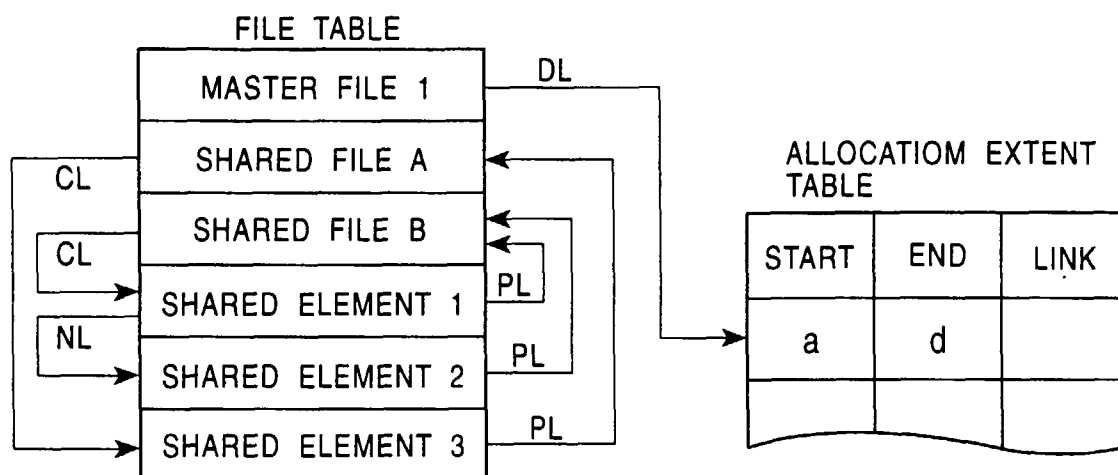 FILE TABLE
MASTER FILE 1
DL
SHARED FILE A
CL
SHARED FILE B
CL
SHARED ELEMENT 1
PL
NL
SHARED ELEMENT 2
PL
SHARED ELEMENT 3
PL
ALLOCATIOM EXTENT
TABLE
START END LINK
a d